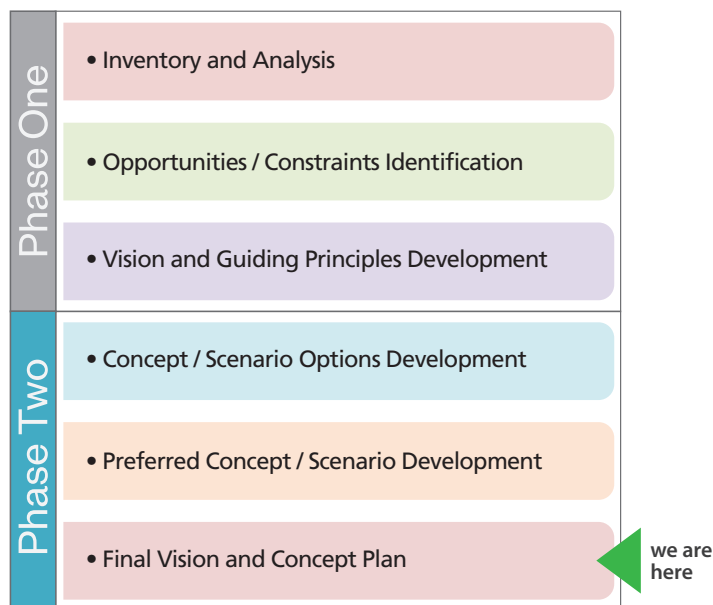 Phase One
• Inventory and Analysis
• Opportunities / Constraints Identification
• Vision and Guiding Principles Development
Phase Two
• Concept / Scenario Options Development
• Preferred Concept / Scenario Development
• Final Vision and Concept Plan
we are
here